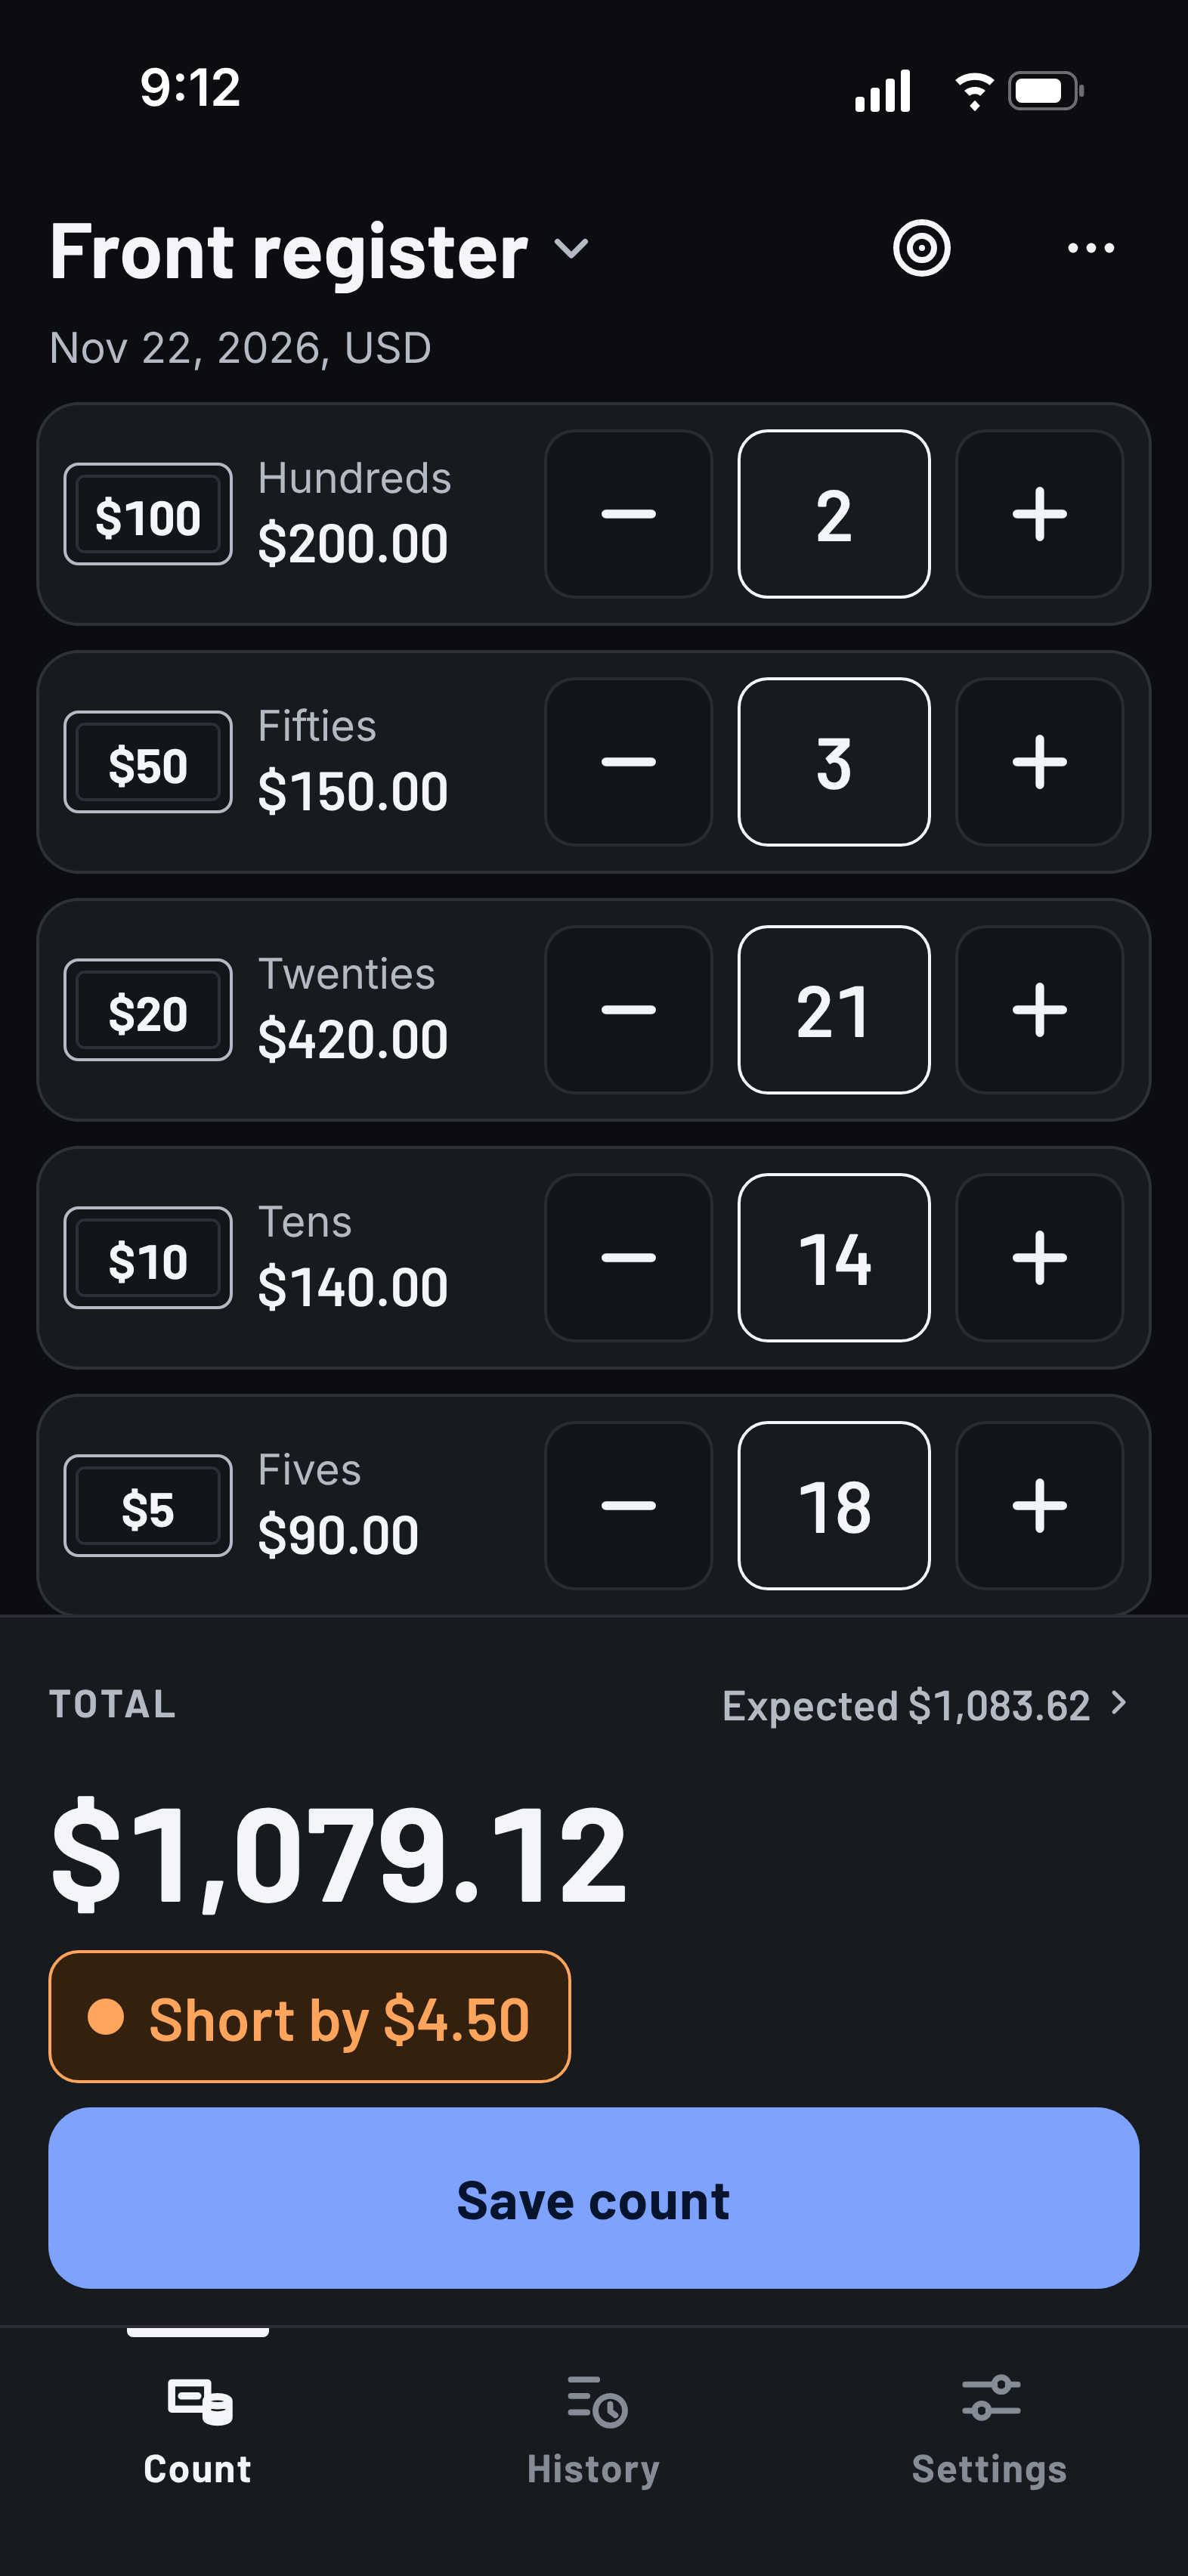 9:12
Front register
Nov 22, 2026, USD
$100
Hundreds
$200.00
2
$50
Fifties
$150.00
3
$20
Twenties
$420.00
21
$10
Tens
$140.00
14
$5
Fives
$90.00
18
TOTAL
Expected $1,083.62
$1,079.12
Short by $4.50
Save count
Count
History
Settings